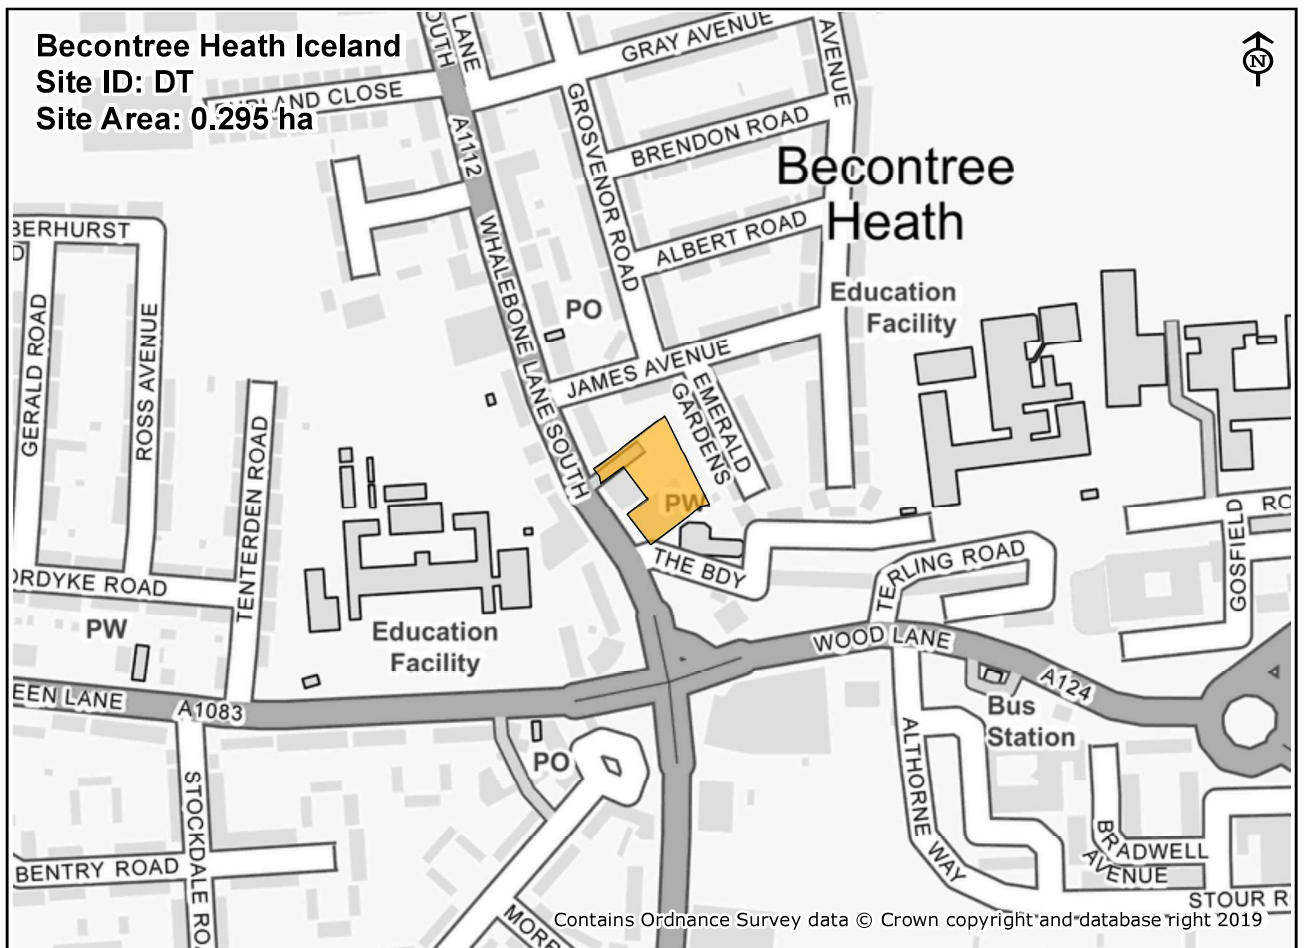 Becontree Heath Iceland
Site ID: DT
Site Area: 0.295 ha
N
LANE
GRAY AVENUE
AVENUE
CLOSE
A1112
GROSVENOR ROAD
BRENDON ROAD
Becontree
Heath
BERHURST
ALBERT ROAD
WHALEBONE LANE SOUTH
GERALD ROAD
ROSS AVENUE
PO
Education
Facility
JAMES AVENUE
EMERALD
GARDENS
TENTERDEN ROAD
PW
THE BDY
TERLING ROAD
GOSFIELD
RO
ORDYKE ROAD
PW
Education
Facility
WOOD LANE
EEN LANE
A1083
A124
Bus
Station
PO
STOCKDALE RO
ALTHORNE WAY
BENTRY ROAD
BRADWELL
AVENUE
STOUR R
MORE
Contains Ordnance Survey data © Crown copyright and database right 2019